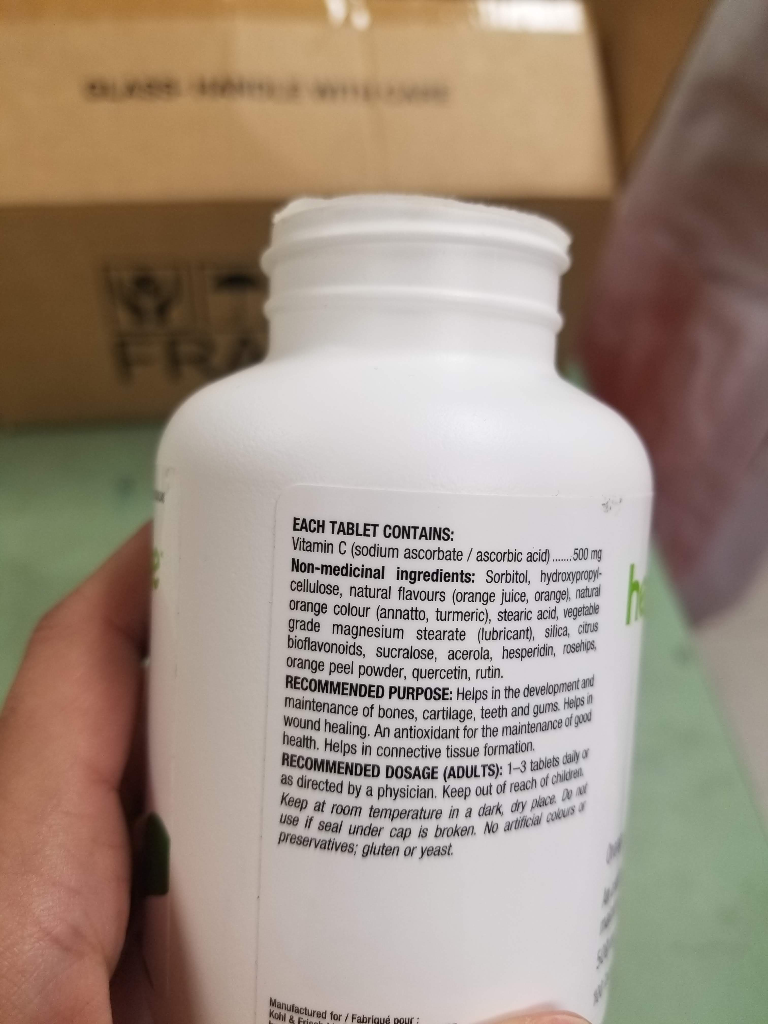 GLASS- HANDLE WITH CARE
FRA
EACH TABLET CONTAINS:
Vitamin C (sodium ascorbate / ascorbic acid).......500 mg
Non-medicinal ingredients: Sorbitol, hydroxypropyl-
cellulose, natural flavours (orange juice, orange), natural
orange colour (annatto, turmeric), stearic acid, vegetable
grade magnesium stearate (lubricant), silica, citrus
bioflavonoids, sucralose, acerola, hesperidin, rosehips,
orange peel powder, quercetin, rutin.
RECOMMENDED PURPOSE: Helps in the development and
maintenance of bones, cartilage, teeth and gums. Helps in
wound healing. An antioxidant for the maintenance of good
health. Helps in connective tissue formation.
RECOMMENDED DOSAGE (ADULTS): 1–3 tablets daily or
as directed by a physician. Keep out of reach of children.
Keep at room temperature in a dark, dry place. Do not
use if seal under cap is broken. No artificial colours or
preservatives; gluten or yeast.
Manufactured for / Fabriqué pour :
Kohl &